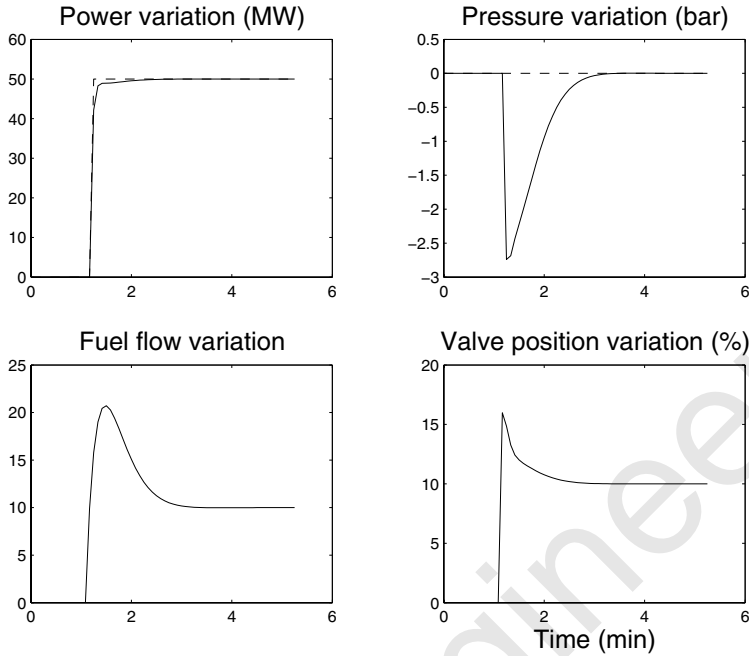 Power variation (MW)
60
50
40
30
20
10
0
0 2 4 6
Pressure variation (bar)
0.5
0
−0.5
−1
−1.5
−2
−2.5
−3
0 2 4 6
Fuel flow variation
25
20
15
10
5
0
0 2 4 6
Valve position variation (%)
20
15
10
5
0
0 2 4 6
Time (min)
ginee